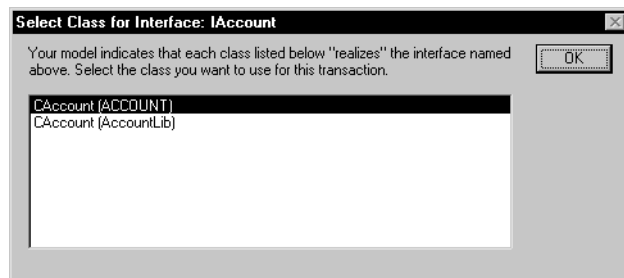 Select Class for Interface: IAccount
Your model indicates that each class listed below "realizes" the interface named
above. Select the class you want to use for this transaction.
OK
CAccount (ACCOUNT)
CAccount (AccountLib)